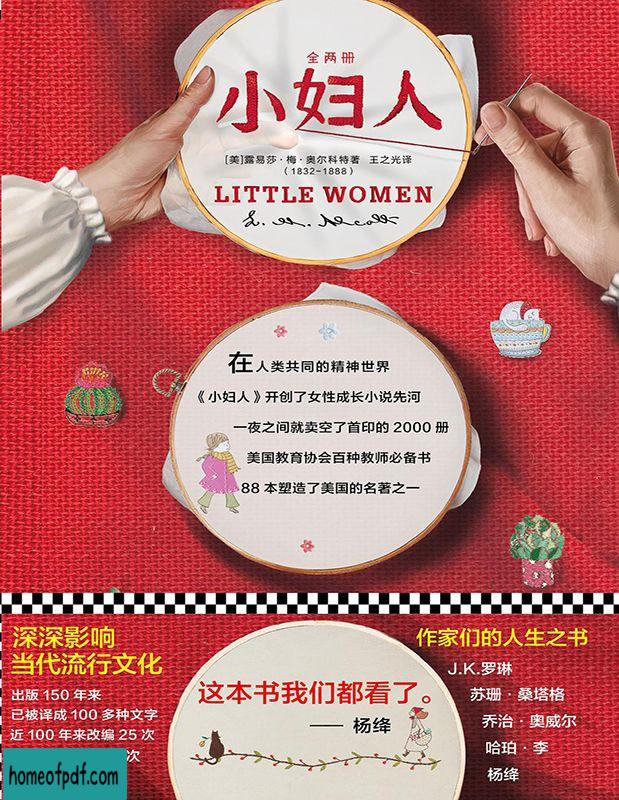 全两册
小妇人
[美]露易莎·梅·奥尔科特著 王之光译
(1832-1888)
LITTLE WOMEN
在人类共同的精神世界
《小妇人》开创了女性成长小说先河
一夜之间就卖空了首印的 2000 册
美国教育协会百种教师必备书
88 本塑造了美国的名著之一
深深影响
当代流行文化
出版 150 年来
已被译成 100 多种文字
近 100 年来改编 25 次
次
这本书我们都看了。
—— 杨绛
作家们的人生之书
J.K.罗琳
苏珊·桑塔格
乔治·奥威尔
哈珀·李
杨绛
homeofpdf.com